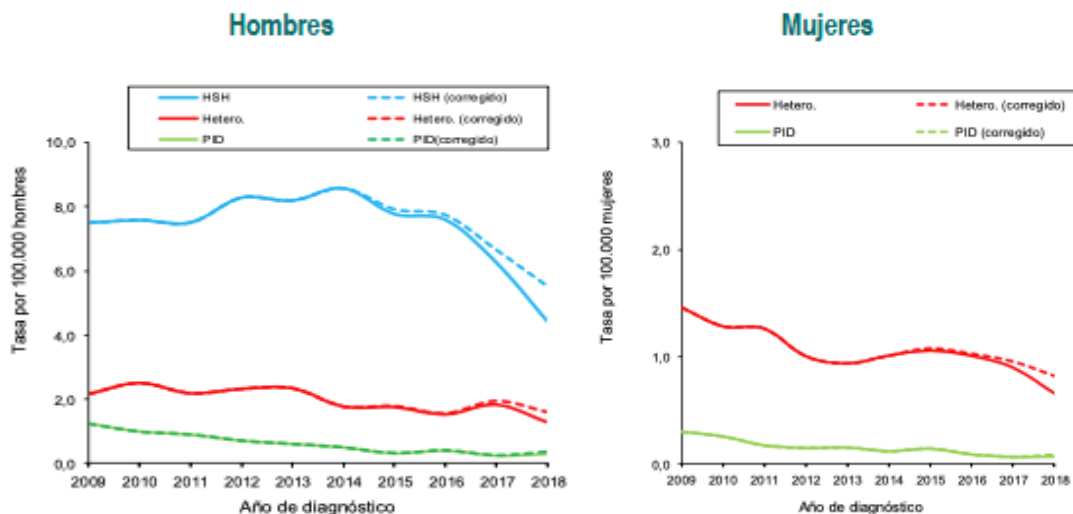 Hombres
HSH
HSH (corregido)
Hetero.
Hetero. (corregido)
PID
PID(corregido)
Tasa por 100.000 hombres
10,0
8,0
6,0
4,0
2,0
0,0
2009 2010 2011 2012 2013 2014 2015 2016 2017 2018
Año de diagnóstico
Mujeres
Hetero.
Hetero. (corregido)
PID
PID (corregido)
Tasa por 100.000 mujeres
3,0
2,0
1,0
0,0
2009 2010 2011 2012 2013 2014 2015 2016 2017 2018
Año de diagnóstico